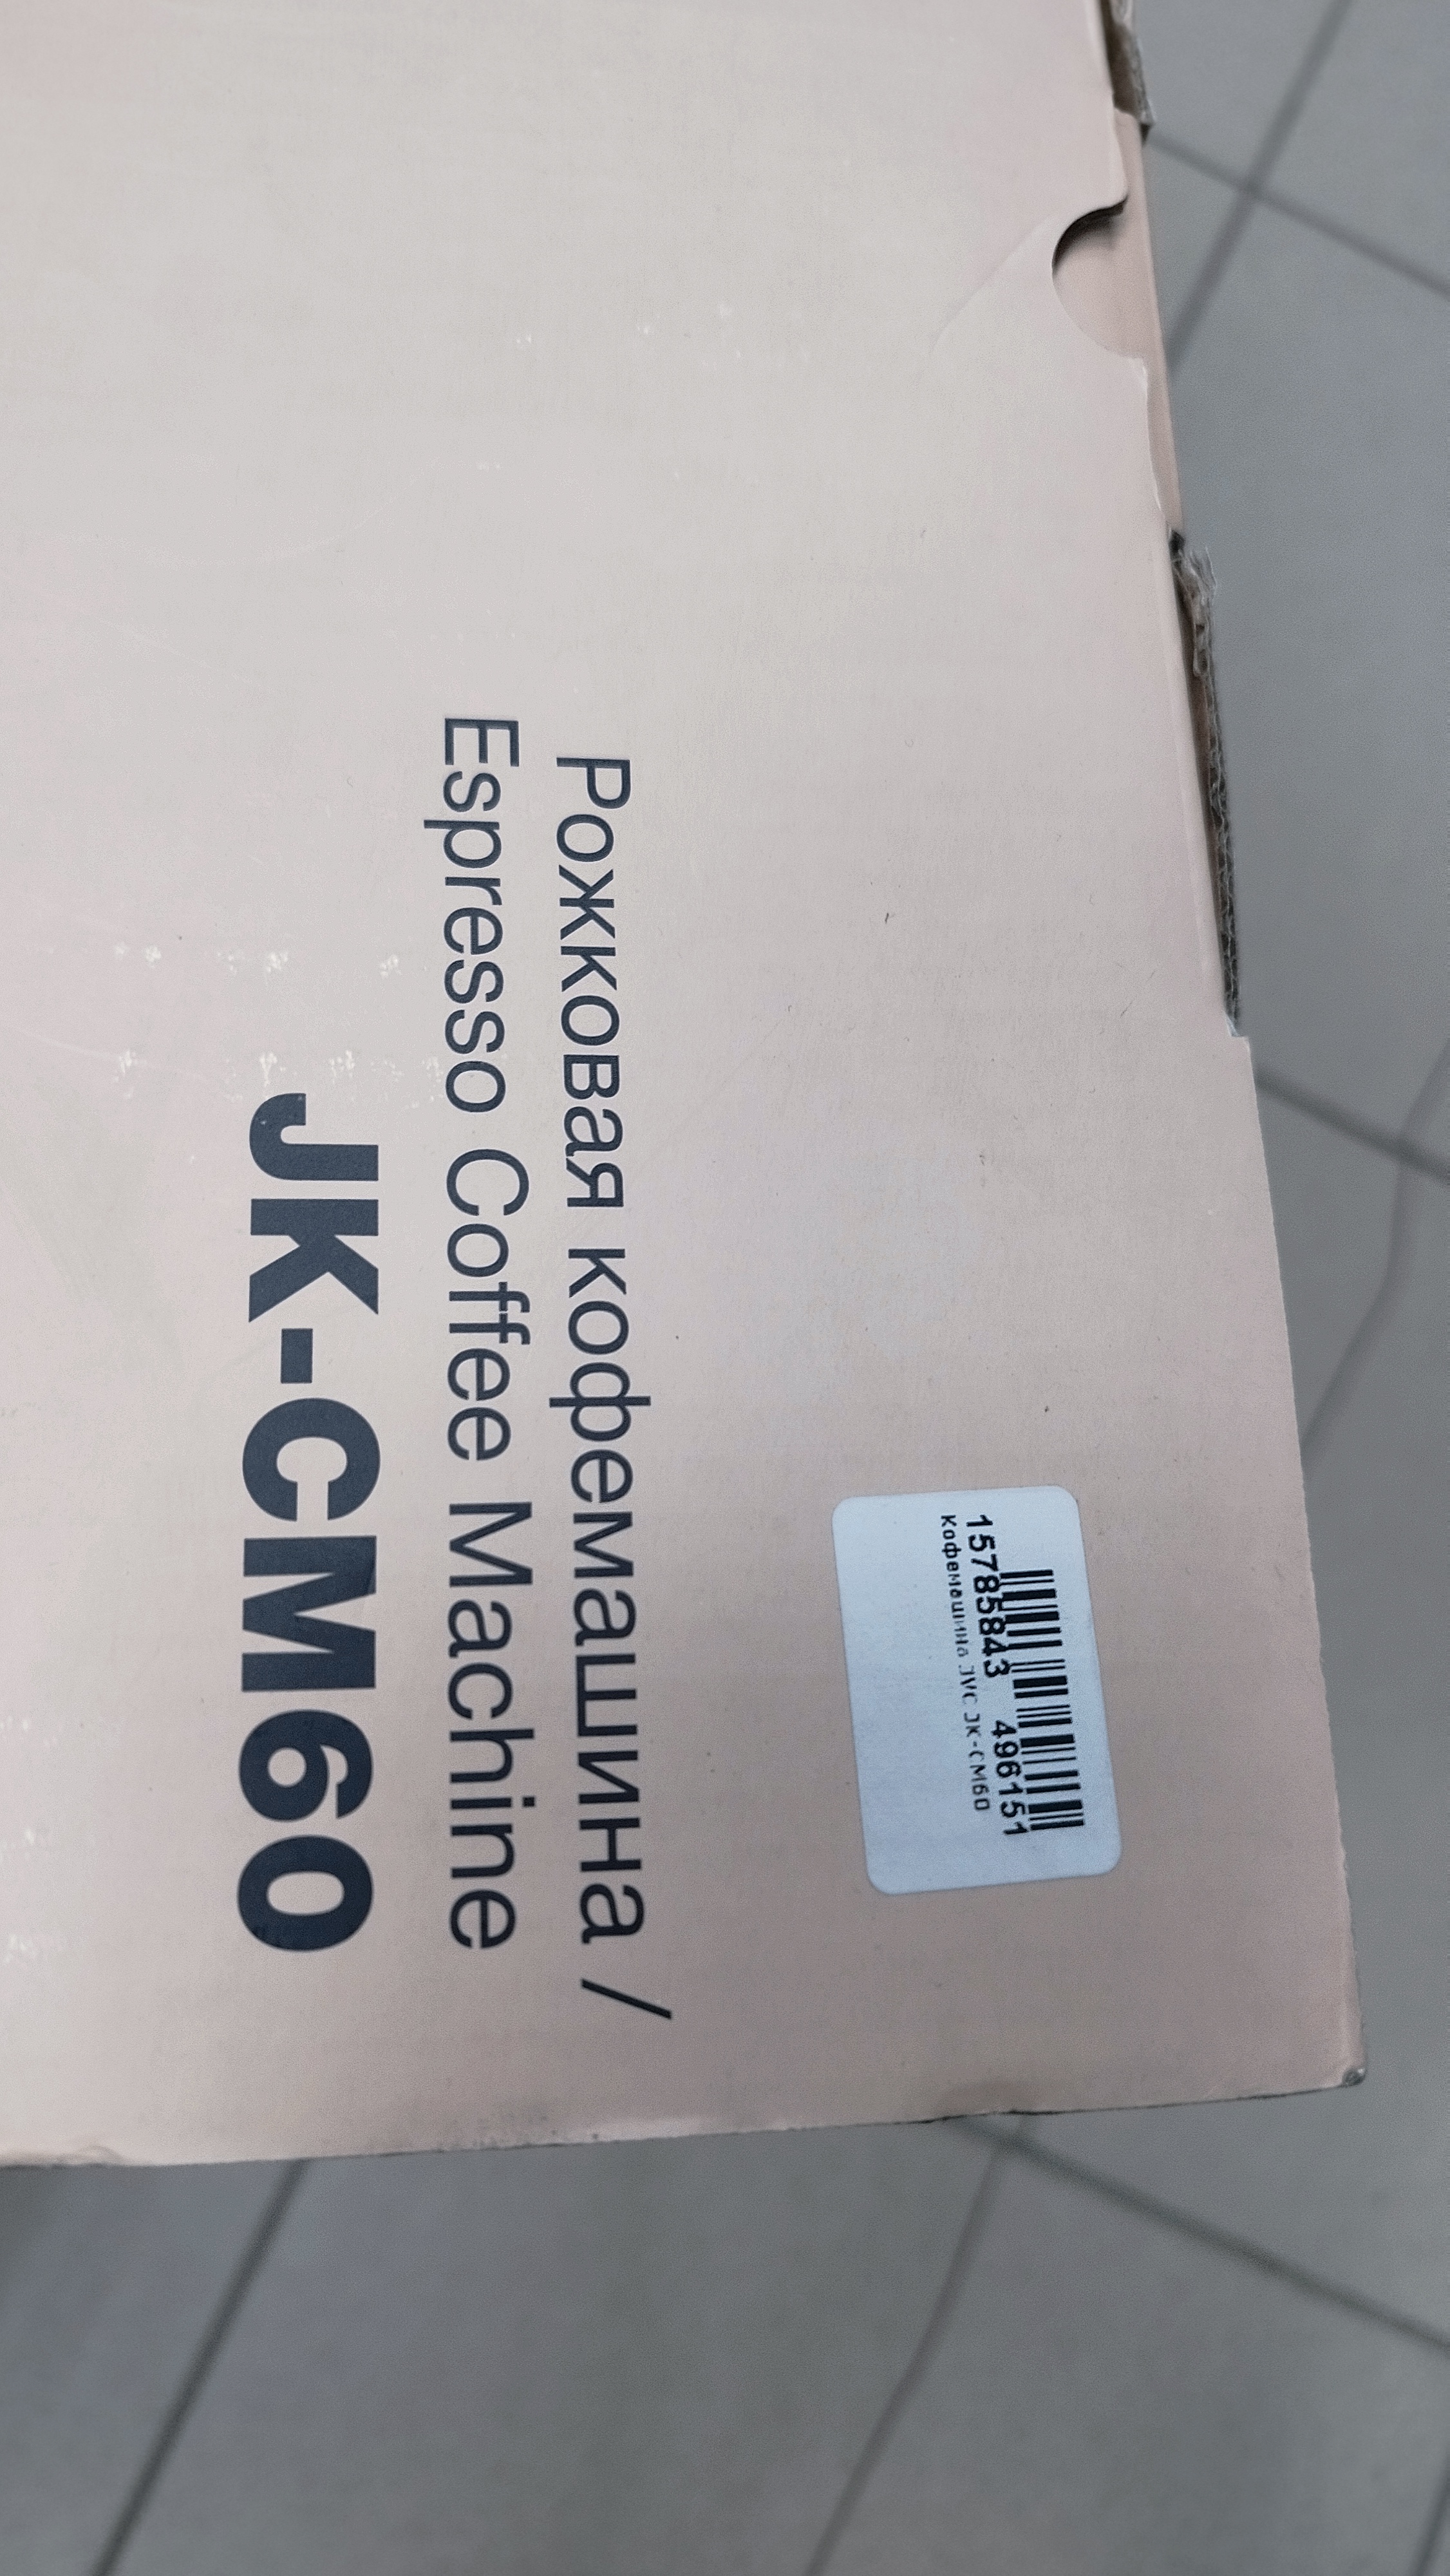 Рожковая кофемашина /
Espresso Coffee Machine
JK-CM60
15785843 496151
Кофемашина JVC JK-CM60